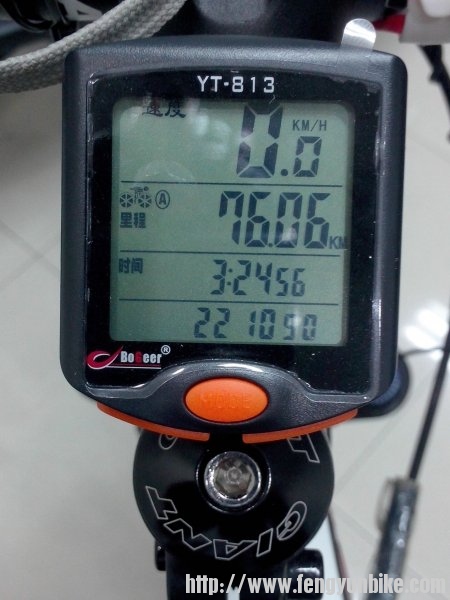 YT-813
速度
0.0 KM/H
Ⓐ
里程
76.06 KM
时间
3:24 56
22 10 50
BoGeer®
MODE
GIANT
http://www.fengyunbike.com